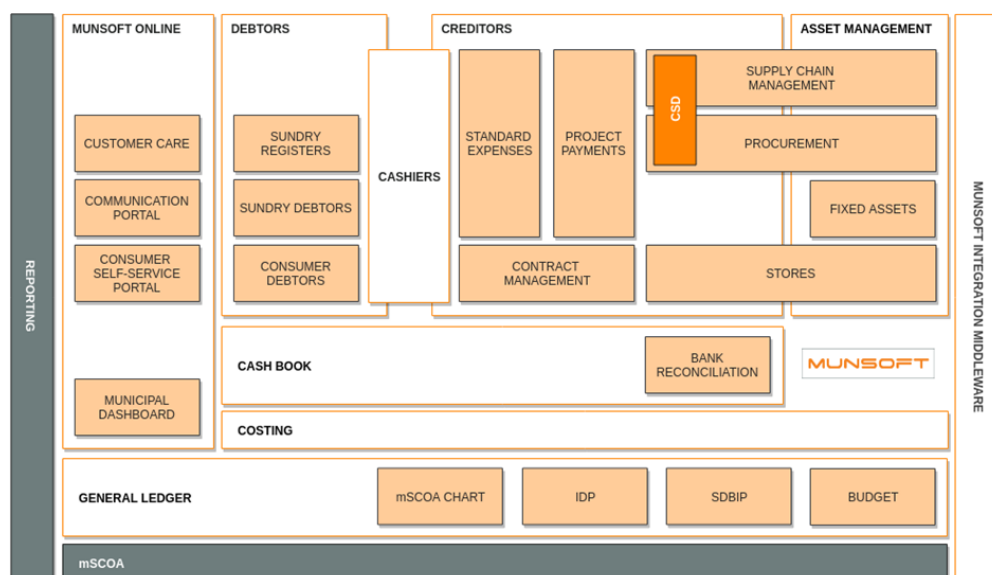 MUNSOFT ONLINE
DEBTORS
CREDITORS
ASSET MANAGEMENT
REPORTING
CUSTOMER CARE
COMMUNICATION
PORTAL
CONSUMER
SELF-SERVICE
PORTAL
MUNICIPAL
DASHBOARD
SUNDRY
REGISTERS
SUNDRY DEBTORS
CONSUMER
DEBTORS
CASHIERS
STANDARD
EXPENSES
PROJECT
PAYMENTS
CONTRACT
MANAGEMENT
CSD
SUPPLY CHAIN
MANAGEMENT
PROCUREMENT
FIXED ASSETS
STORES
MUNSOFT INTEGRATION MIDDLEWARE
CASH BOOK
BANK
RECONCILIATION
MUNSOFT
COSTING
GENERAL LEDGER
mSCOA CHART
IDP
SDBIP
BUDGET
mSCOA